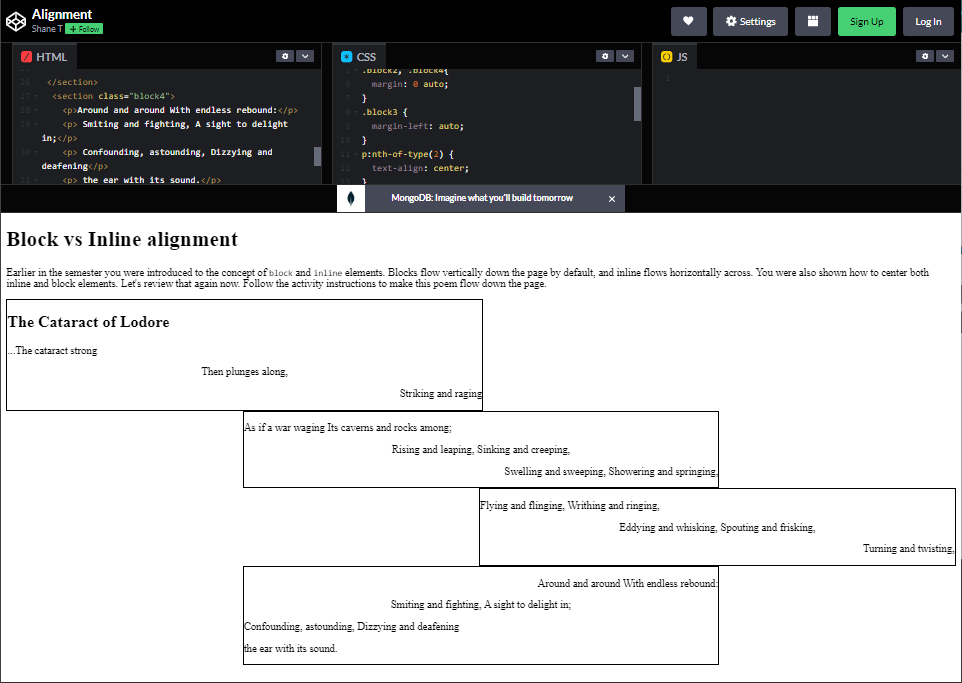 Alignment
Shane T + Follow
Settings
Sign Up
Log In
HTML
CSS
JS
26 </section>
27 <section class="block4">
28 <p>Around and around With endless rebound:</p>
29 <p> Smiting and fighting, A sight to delight
in;</p>
30 <p> Confounding, astounding, Dizzying and
deafening</p>
31 <p> the ear with its sound.</p>
5 .block2, .block4{
6 margin: 0 auto;
7 }
8 .block3 {
9 margin-left: auto;
10 }
11 p:nth-of-type(2) {
12 text-align: center;
13 }
1
MongoDB: Imagine what you'll build tomorrow ×
Block vs Inline alignment
Earlier in the semester you were introduced to the concept of block and inline elements. Blocks flow vertically down the page by default, and inline flows horizontally across. You were also shown how to center both
inline and block elements. Let's review that again now. Follow the activity instructions to make this poem flow down the page.
The Cataract of Lodore
...The cataract strong
Then plunges along,
Striking and raging
As if a war waging Its caverns and rocks among;
Rising and leaping, Sinking and creeping,
Swelling and sweeping, Showering and springing,
Flying and flinging, Writhing and ringing,
Eddying and whisking, Spouting and frisking,
Turning and twisting,
Around and around With endless rebound:
Smiting and fighting, A sight to delight in;
Confounding, astounding, Dizzying and deafening
the ear with its sound.